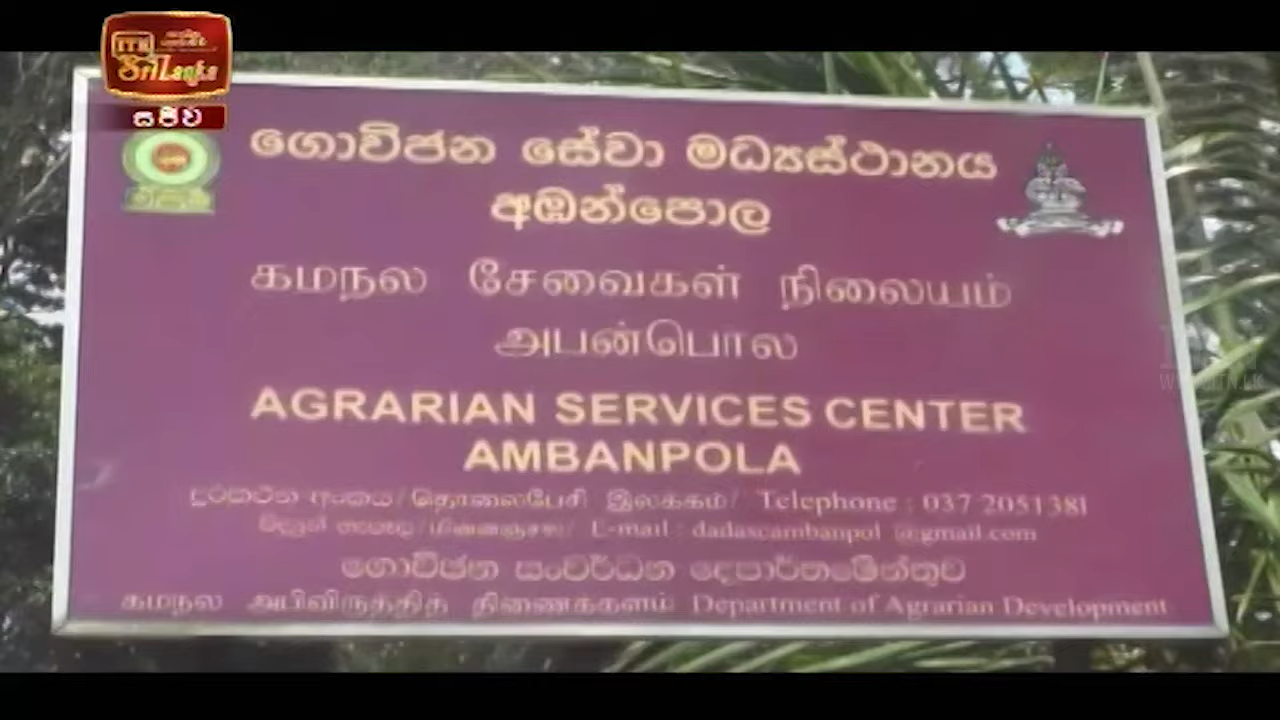 ITN
Sri Lanka
සජීවී
ගොවිජන සේවා මධ්‍යස්ථානය
අඹන්පොල
கமநல சேவைகள் நிலையம்
அபன்பொல
AGRARIAN SERVICES CENTER
AMBANPOLA
දුරකථන අංකය/தொலைபேசி இலக்கம்/ Telephone : 037 2051381
E-mail : dadascambanpol @gmail.com
ගොවිජන සංවර්ධන දෙපාර්තමේන්තුව
கமநல அபிவிருத்தித் திணைக்களம் Department of Agrarian Development